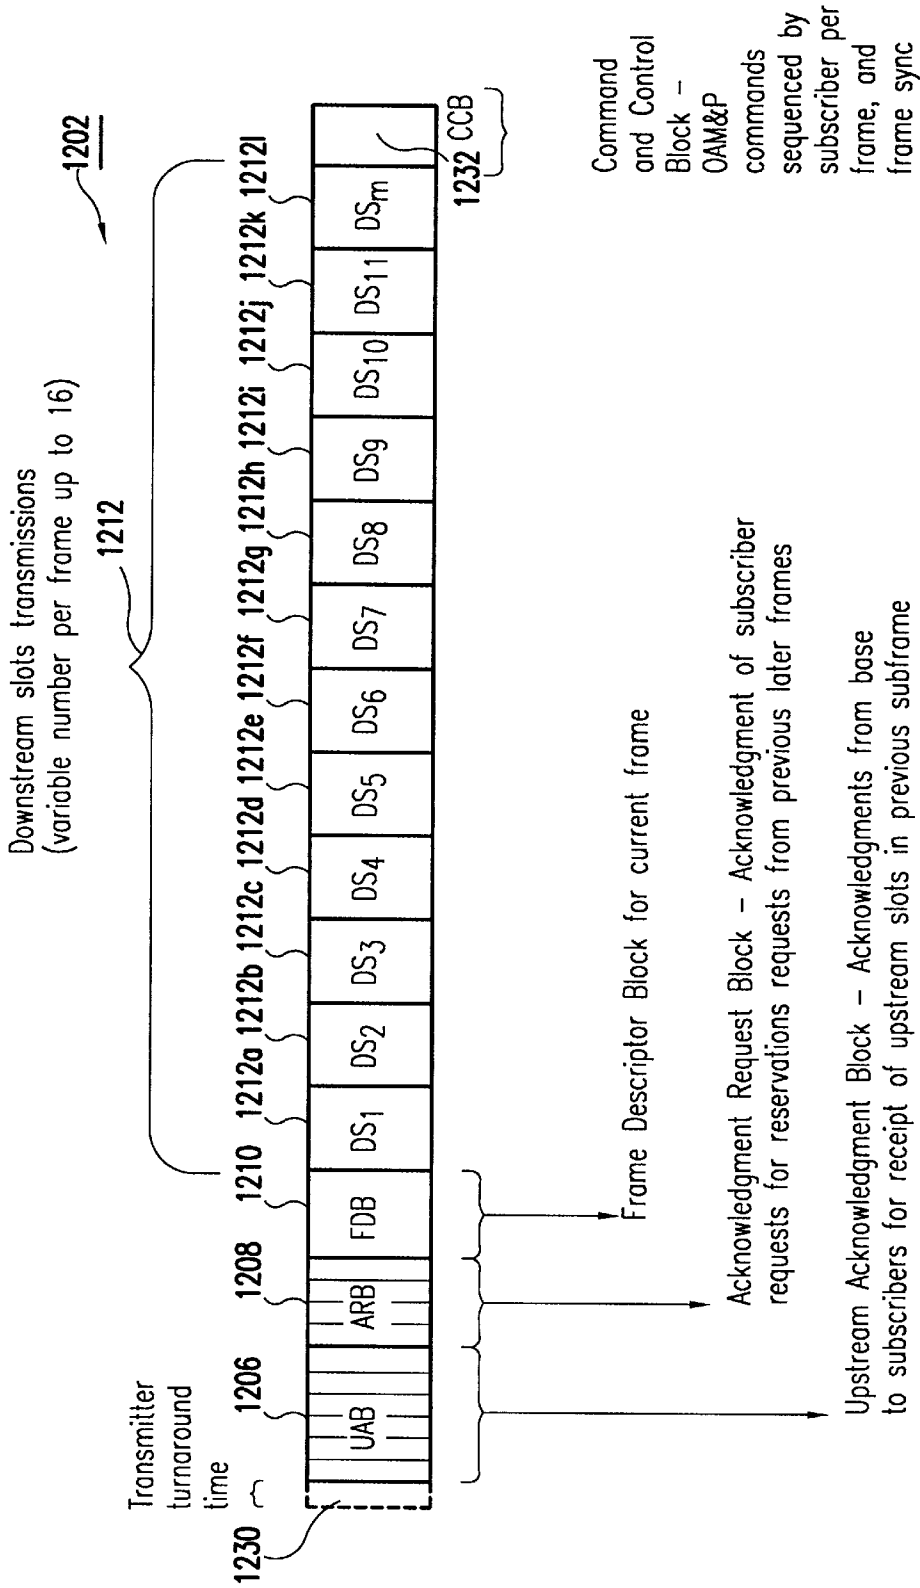 Downstream slots transmissions
(variable number per frame up to 16)
1212
1202
Transmitter
turnaround
time
1230
1206
1208
1210
1212a
1212b
1212c
1212d
1212e
1212f
1212g
1212h
1212i
1212j
1212k
1212l
UAB
ARB
FDB
DS1
DS2
DS3
DS4
DS5
DS6
DS7
DS8
DS9
DS10
DS11
DSm
1232
CCB
Frame Descriptor Block for current frame
Acknowledgment Request Block – Acknowledgment of subscriber
requests for reservations requests from previous later frames
Upstream Acknowledgment Block – Acknowledgments from base
to subscribers for receipt of upstream slots in previous subframe
Command
and Control
Block –
OAM&P
commands
sequenced by
subscriber per
frame, and
frame sync